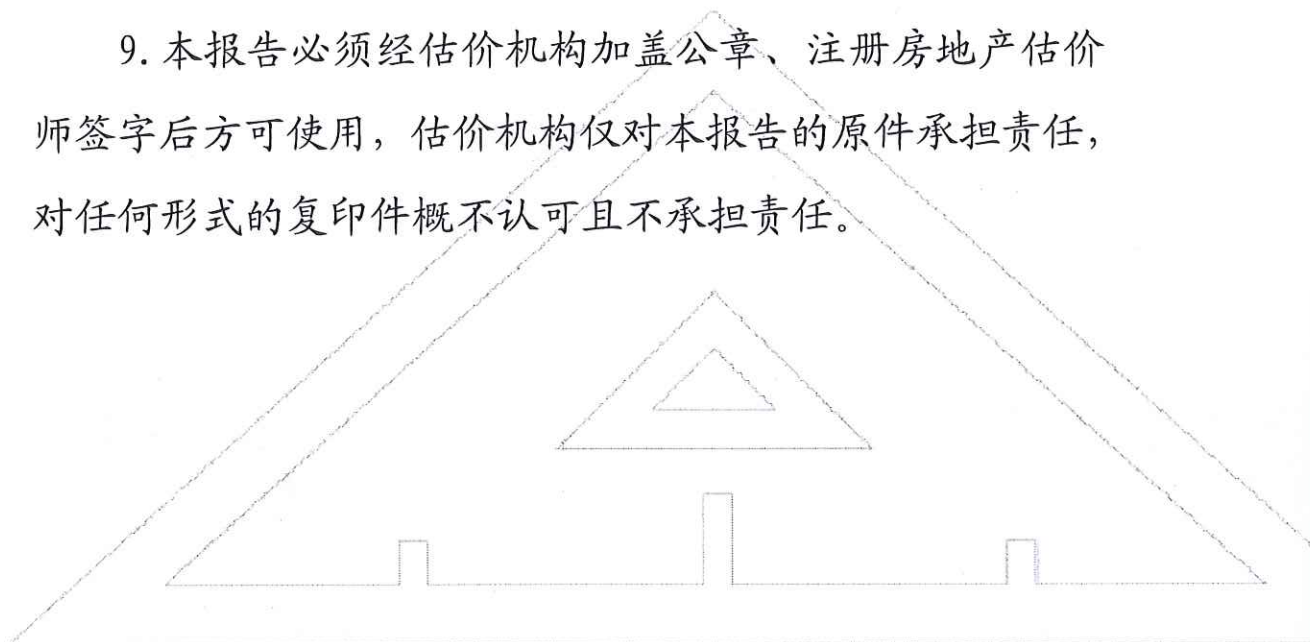 9. 本报告必须经估价机构加盖公章、注册房地产估价
师签字后方可使用，估价机构仅对本报告的原件承担责任，
对任何形式的复印件概不认可且不承担责任。